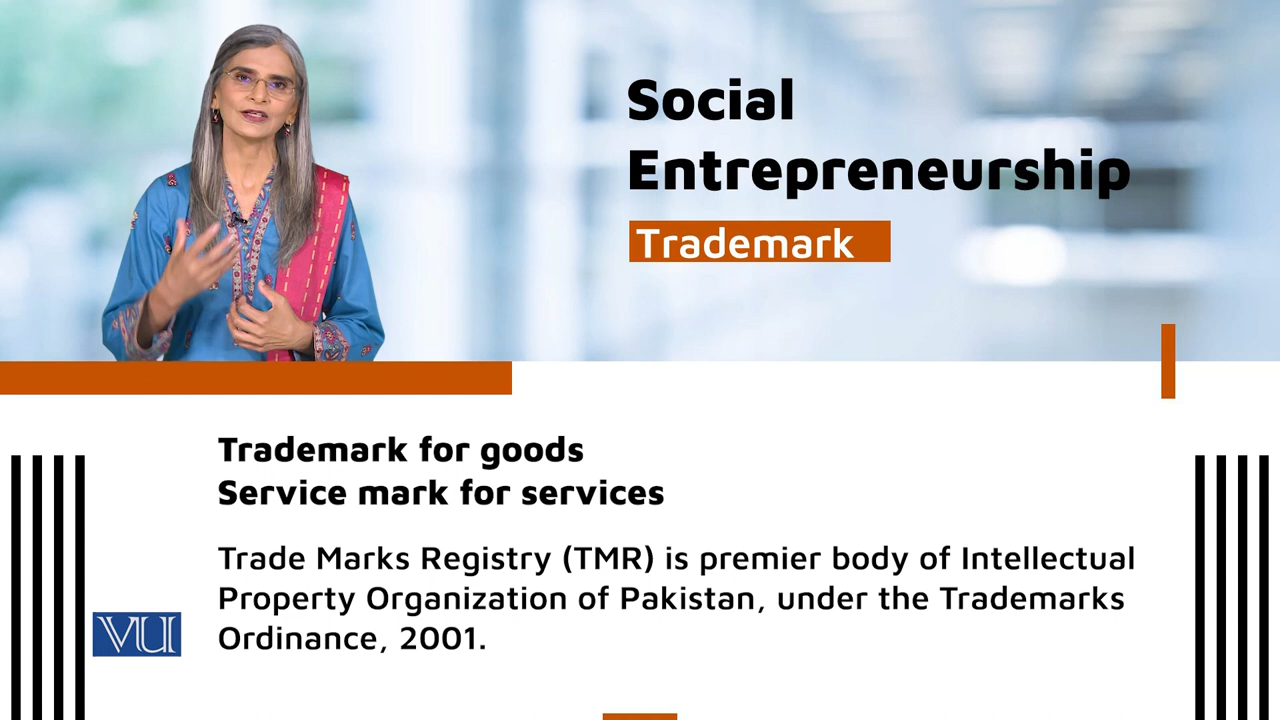 Social
Entrepreneurship
Trademark
Trademark for goods
Service mark for services
Trade Marks Registry (TMR) is premier body of Intellectual
Property Organization of Pakistan, under the Trademarks
Ordinance, 2001.
VU